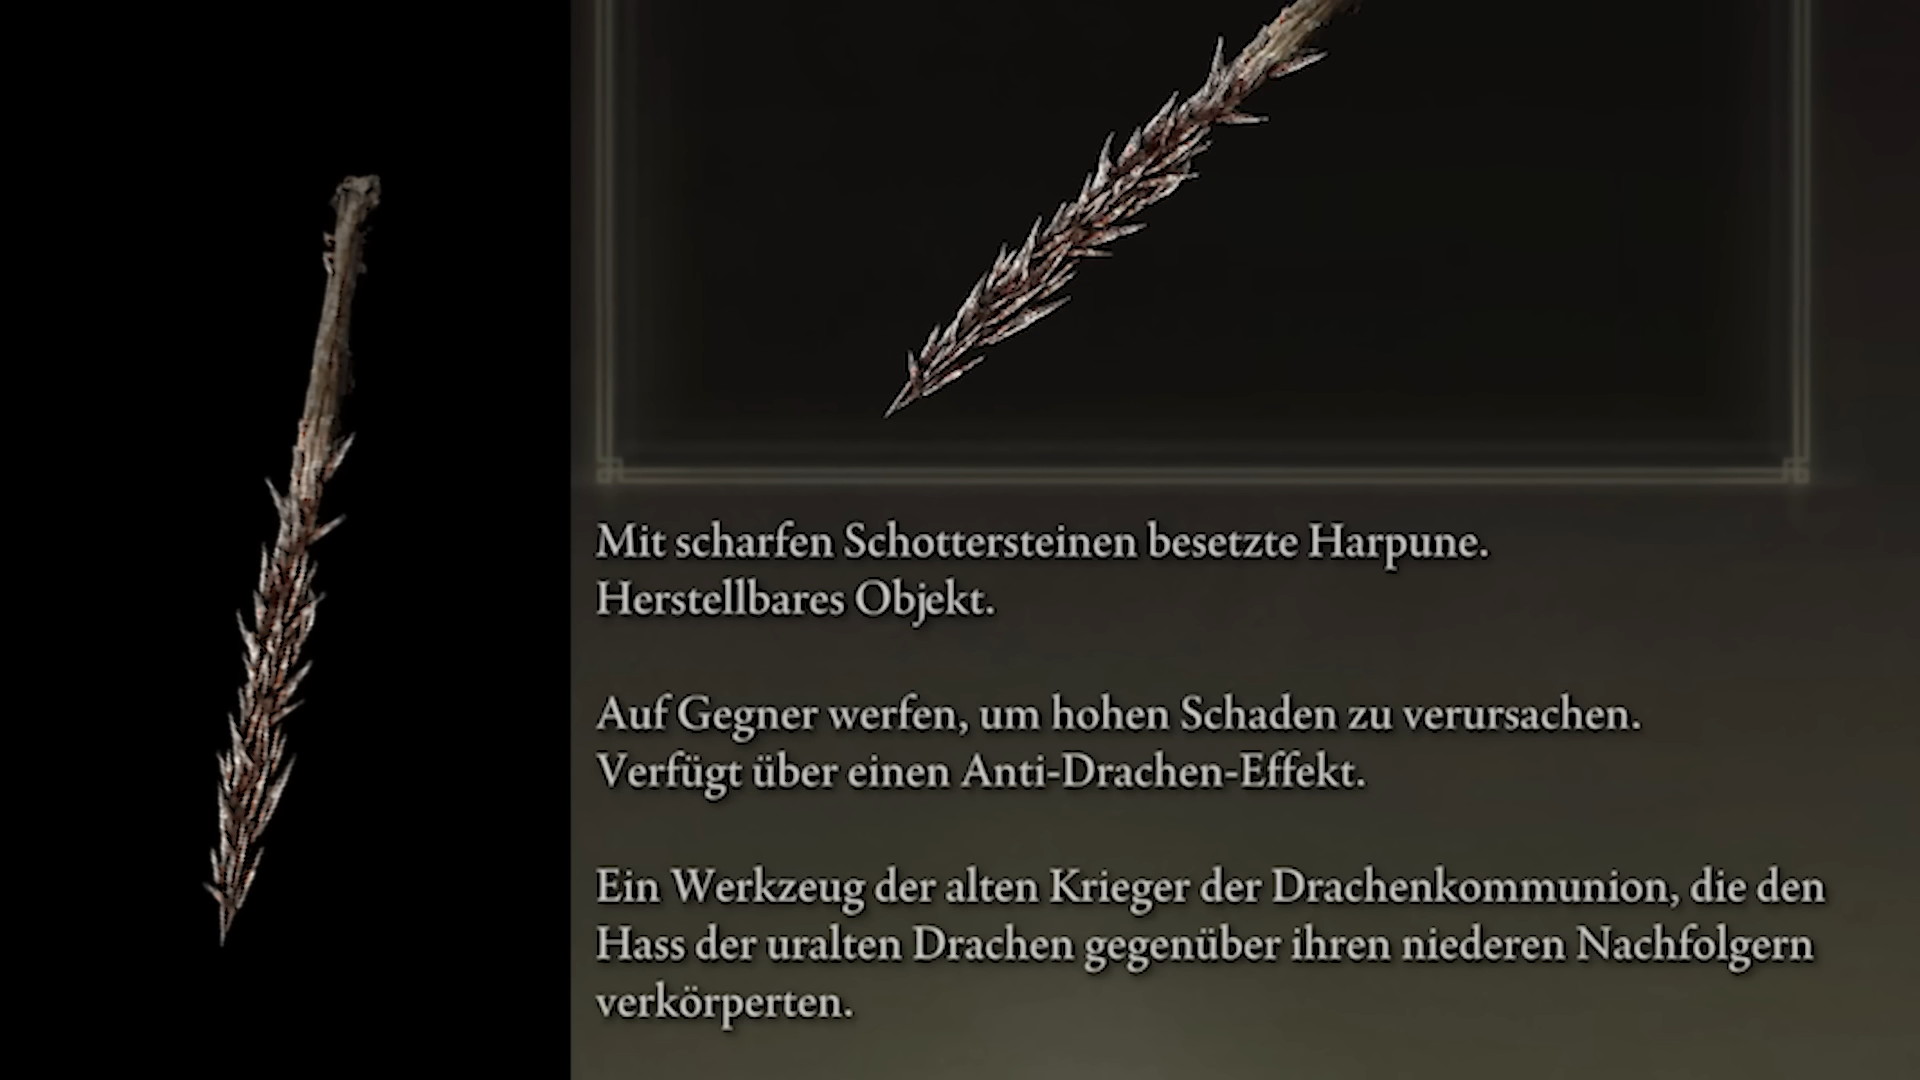 Mit scharfen Schottersteinen besetzte Harpune.
Herstellbares Objekt.
Auf Gegner werfen, um hohen Schaden zu verursachen.
Verfügt über einen Anti-Drachen-Effekt.
Ein Werkzeug der alten Krieger der Drachenkommunion, die den
Hass der uralten Drachen gegenüber ihren niederen Nachfolgern
verkörperten.